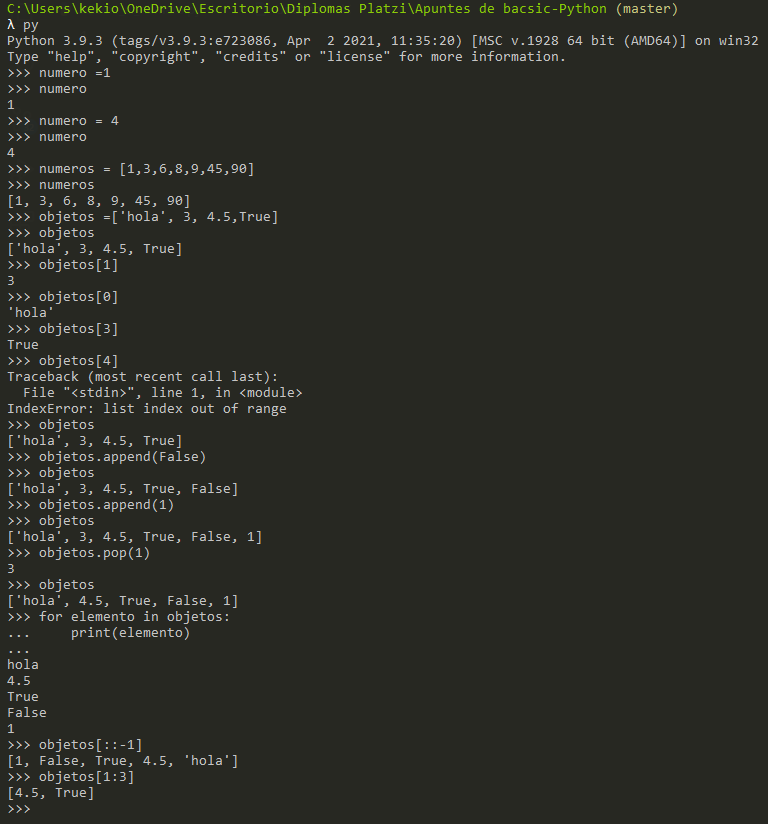 C:\Users\kekio\OneDrive\Escritorio\Diplomas Platzi\Apuntes de bacsic-Python (master)
λ py
Python 3.9.3 (tags/v3.9.3:e723086, Apr  2 2021, 11:35:20) [MSC v.1928 64 bit (AMD64)] on win32
Type "help", "copyright", "credits" or "license" for more information.
>>> numero =1
>>> numero
1
>>> numero = 4
>>> numero
4
>>> numeros = [1,3,6,8,9,45,90]
>>> numeros
[1, 3, 6, 8, 9, 45, 90]
>>> objetos =['hola', 3, 4.5,True]
>>> objetos
['hola', 3, 4.5, True]
>>> objetos[1]
3
>>> objetos[0]
'hola'
>>> objetos[3]
True
>>> objetos[4]
Traceback (most recent call last):
  File "<stdin>", line 1, in <module>
IndexError: list index out of range
>>> objetos
['hola', 3, 4.5, True]
>>> objetos.append(False)
>>> objetos
['hola', 3, 4.5, True, False]
>>> objetos.append(1)
>>> objetos
['hola', 3, 4.5, True, False, 1]
>>> objetos.pop(1)
3
>>> objetos
['hola', 4.5, True, False, 1]
>>> for elemento in objetos:
...     print(elemento)
...
hola
4.5
True
False
1
>>> objetos[::-1]
[1, False, True, 4.5, 'hola']
>>> objetos[1:3]
[4.5, True]
>>>